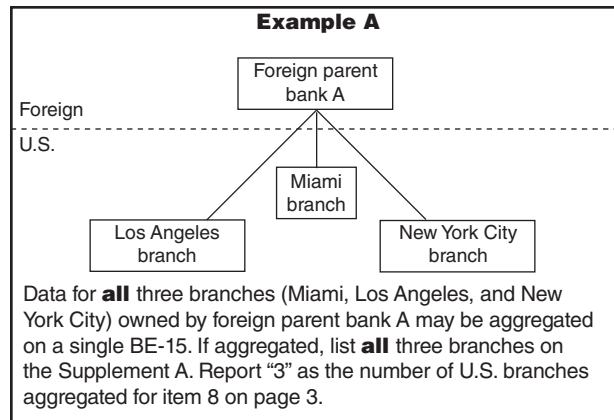 Example A
Foreign parent
bank A
Foreign
U.S.
Miami
branch
Los Angeles
branch
New York City
branch
Data for all three branches (Miami, Los Angeles, and New
York City) owned by foreign parent bank A may be aggregated
on a single BE-15. If aggregated, list all three branches on
the Supplement A. Report “3” as the number of U.S. branches
aggregated for item 8 on page 3.